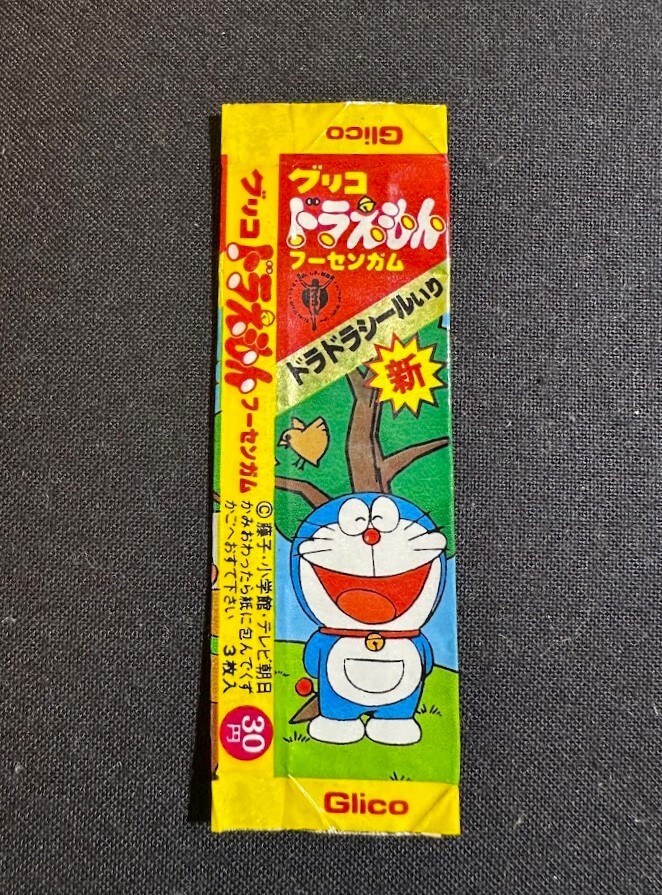 Glico
グリコ
ドラえもん
フーセンガム
ドラドラシールいり
新
グリコ
ドラえもん
フーセンガム
©藤子・小学館・テレビ朝日
かみおわったら紙に包んでくず
かごへおすて下さい 3枚入
30円
Glico